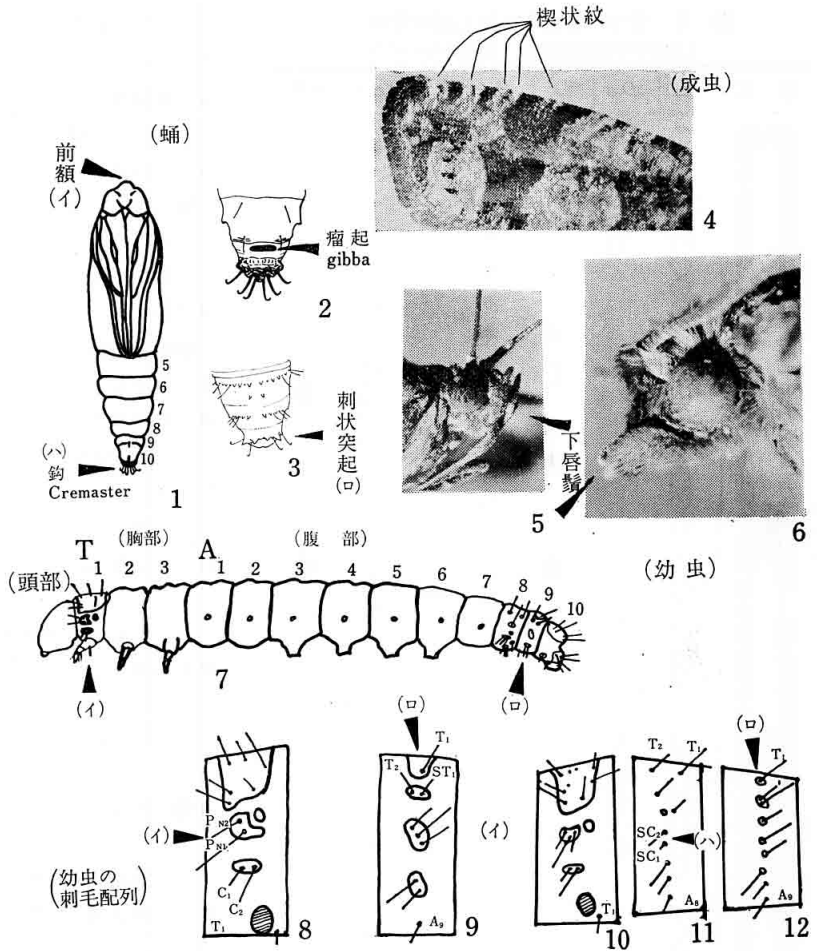 楔状紋
(成虫)
4
(蛹)
前額
(イ)
5
6
7
8
9
10
(ハ)
鈎
Cremaster
1
瘤起
gibba
2
刺状突起
(ロ)
3
下唇鬚
5
6
T
(胸部)
A
(腹部)
(幼虫)
(頭部)
1
2
3
1
2
3
4
5
6
7
8
9
10
(イ)
7
(ロ)
(イ)
PN2
PN1
C1
C2
T1
8
(ロ)
T1
T2
ST1
A9
9
(イ)
T1
10
T2
T1
SC2
SC1
(ハ)
A8
11
(ロ)
T1
A9
12
(幼虫の
刺毛配列)